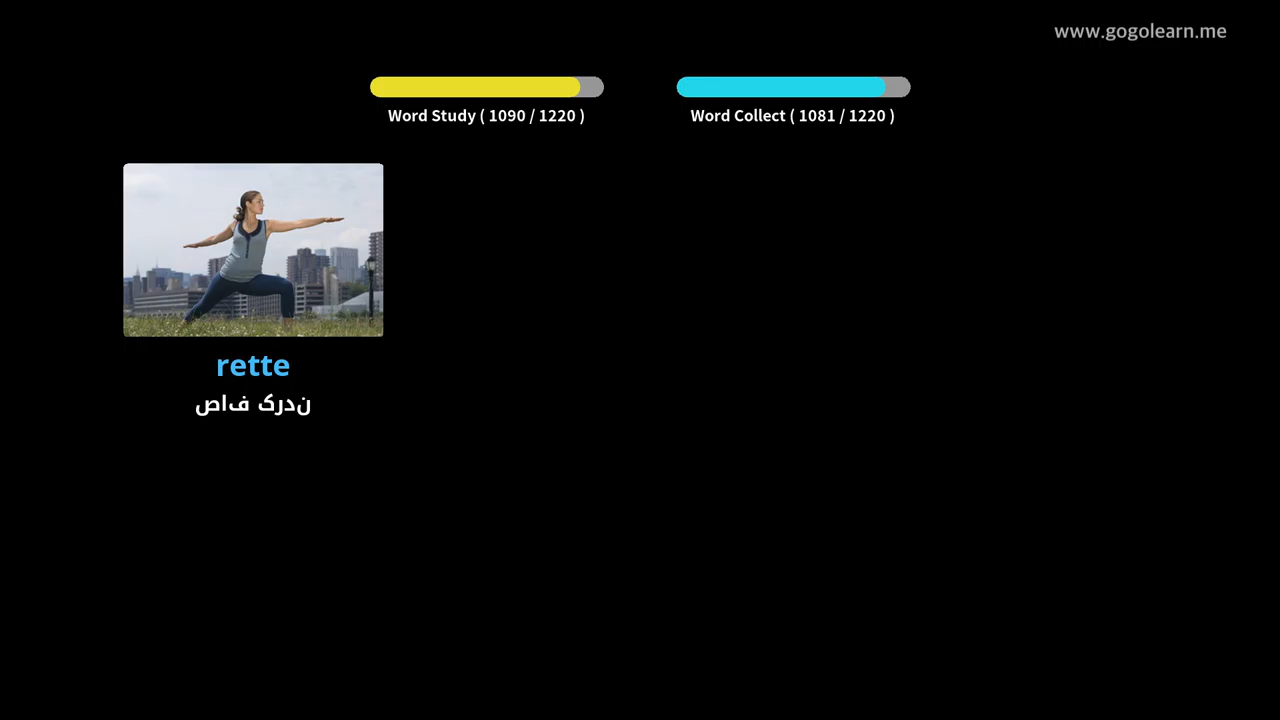 www.gogolearn.me
Word Study ( 1090 / 1220 )
Word Collect ( 1081 / 1220 )
rette
صاف کردن